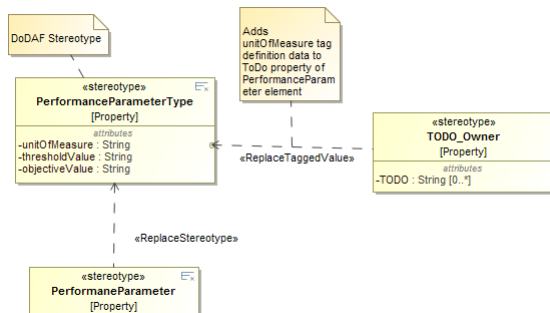 DoDAF Stereotype
Adds
unitOfMeasure tag
definition data to
ToDo property of
PerformanceParam
eter element
«stereotype»
PerformanceParameterType
[Property]
attributes
-unitOfMeasure : String
-thresholdValue : String
-objectiveValue : String
«ReplaceTaggedValue»
«stereotype»
TODO_Owner
[Property]
attributes
-TODO : String [0..*]
«ReplaceStereotype»
«stereotype»
PerformaneParameter
[Property]